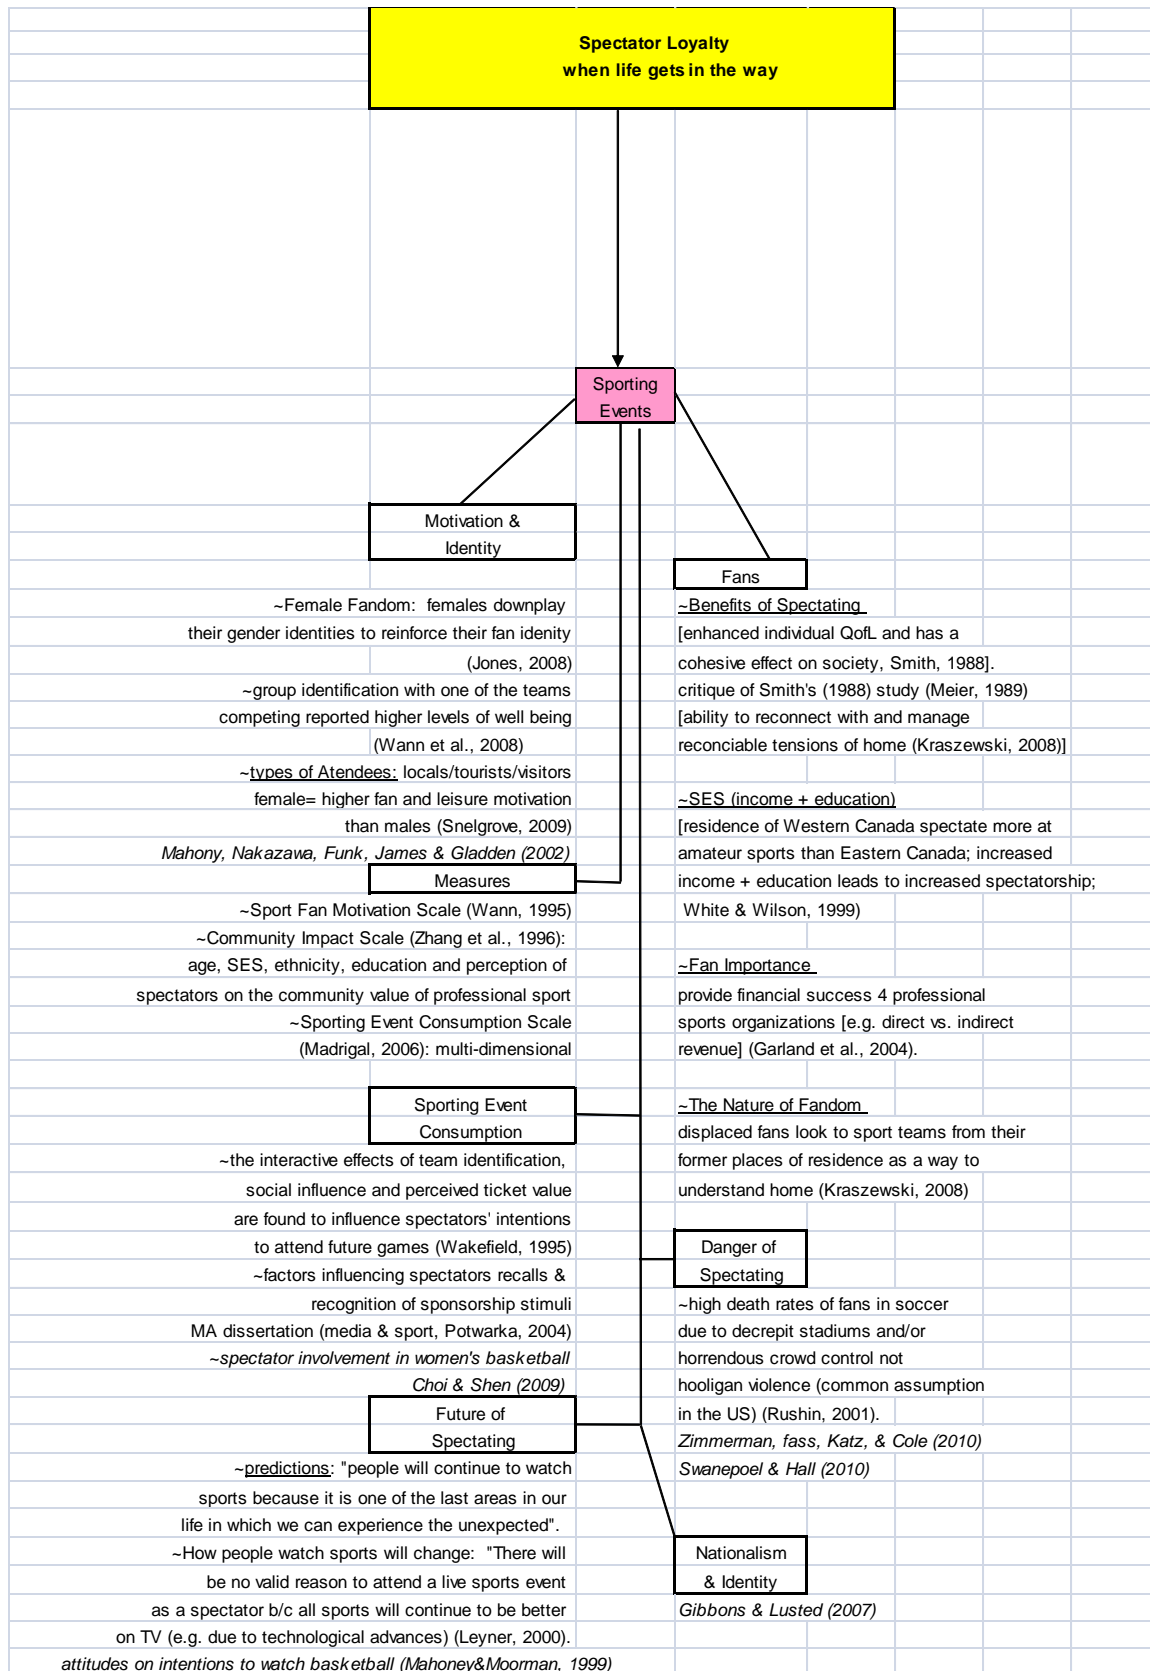 Spectator Loyalty
when life gets in the way
Sporting
Events
Motivation &
Identity
~Female Fandom: females downplay
their gender identities to reinforce their fan idenity
(Jones, 2008)
~group identification with one of the teams
competing reported higher levels of well being
(Wann et al., 2008)
~types of Atendees: locals/tourists/visitors
female= higher fan and leisure motivation
than males (Snelgrove, 2009)
Mahony, Nakazawa, Funk, James & Gladden (2002)
Measures
~Sport Fan Motivation Scale (Wann, 1995)
~Community Impact Scale (Zhang et al., 1996):
age, SES, ethnicity, education and perception of
spectators on the community value of professional sport
~Sporting Event Consumption Scale
(Madrigal, 2006): multi-dimensional
Sporting Event
Consumption
~the interactive effects of team identification,
social influence and perceived ticket value
are found to influence spectators' intentions
to attend future games (Wakefield, 1995)
~factors influencing spectators recalls &
recognition of sponsorship stimuli
MA dissertation (media & sport, Potwarka, 2004)
~spectator involvement in women's basketball
Choi & Shen (2009)
Future of
Spectating
~predictions: "people will continue to watch
sports because it is one of the last areas in our
life in which we can experience the unexpected".
~How people watch sports will change: "There will
be no valid reason to attend a live sports event
as a spectator b/c all sports will continue to be better
on TV (e.g. due to technological advances) (Leyner, 2000).
attitudes on intentions to watch basketball (Mahoney&Moorman, 1999)
Fans
~Benefits of Spectating
[enhanced individual QofL and has a
cohesive effect on society, Smith, 1988].
critique of Smith's (1988) study (Meier, 1989)
[ability to reconnect with and manage
reconciable tensions of home (Kraszewski, 2008)]
~SES (income + education)
[residence of Western Canada spectate more at
amateur sports than Eastern Canada; increased
income + education leads to increased spectatorship;
White & Wilson, 1999)
~Fan Importance
provide financial success 4 professional
sports organizations [e.g. direct vs. indirect
revenue] (Garland et al., 2004).
~The Nature of Fandom
displaced fans look to sport teams from their
former places of residence as a way to
understand home (Kraszewski, 2008)
Danger of
Spectating
~high death rates of fans in soccer
due to decrepit stadiums and/or
horrendous crowd control not
hooligan violence (common assumption
in the US) (Rushin, 2001).
Zimmerman, fass, Katz, & Cole (2010)
Swanepoel & Hall (2010)
Nationalism
& Identity
Gibbons & Lusted (2007)